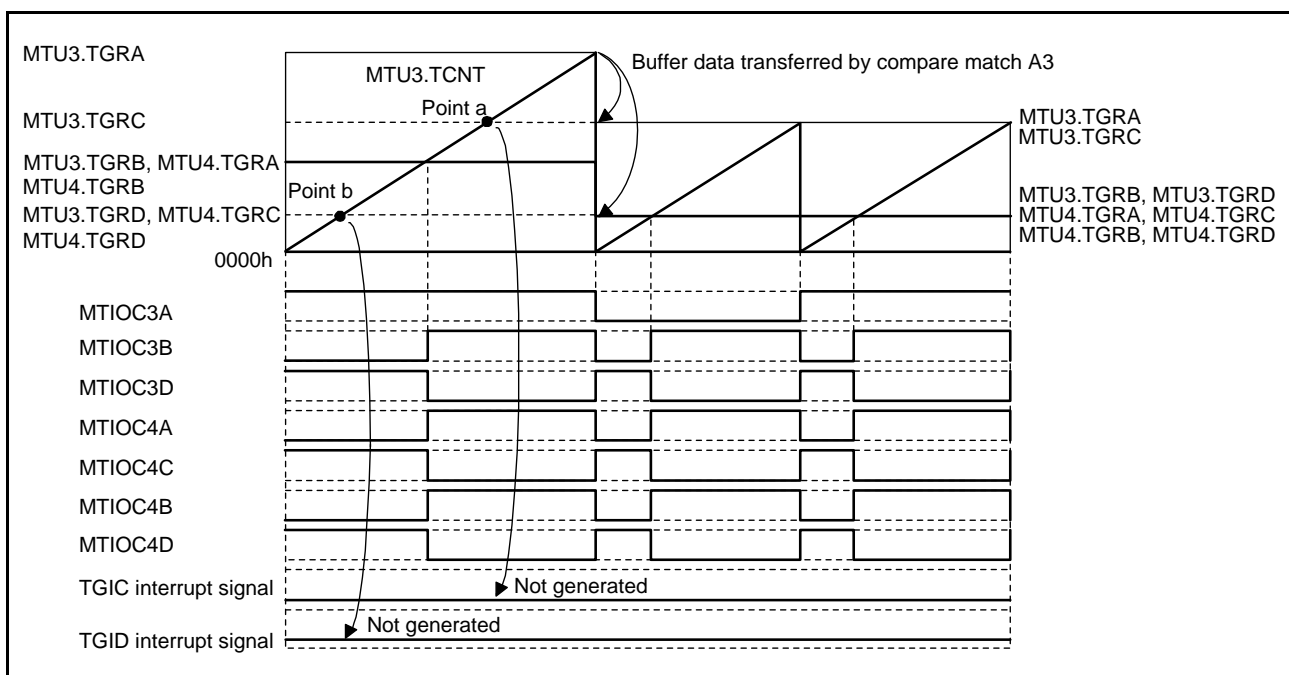 MTU3.TGRA
MTU3.TCNT
Buffer data transferred by compare match A3
Point a
MTU3.TGRC
MTU3.TGRA
MTU3.TGRC
MTU3.TGRB, MTU4.TGRA
MTU4.TGRB
Point b
MTU3.TGRD, MTU4.TGRC
MTU4.TGRD
MTU3.TGRB, MTU3.TGRD
MTU4.TGRA, MTU4.TGRC
MTU4.TGRB, MTU4.TGRD
0000h
MTIOC3A
MTIOC3B
MTIOC3D
MTIOC4A
MTIOC4C
MTIOC4B
MTIOC4D
TGIC interrupt signal
Not generated
TGID interrupt signal
Not generated